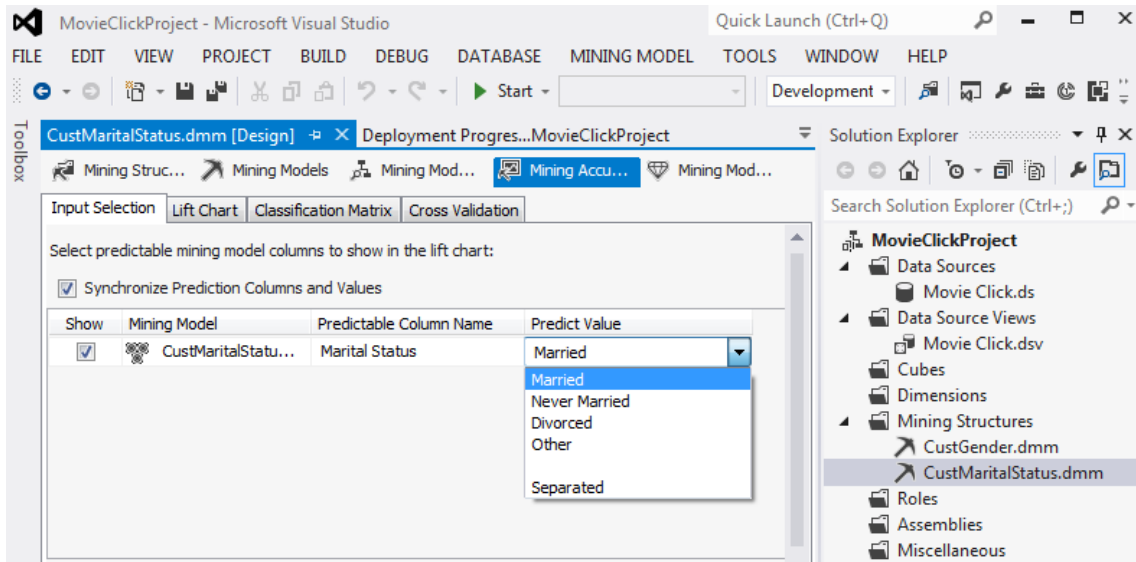 MovieClickProject - Microsoft Visual Studio
Quick Launch (Ctrl+Q)
FILE EDIT VIEW PROJECT BUILD DEBUG DATABASE MINING MODEL TOOLS WINDOW HELP
Start Development
Toolbox
CustMaritalStatus.dmm [Design] Deployment Progres...MovieClickProject
Mining Struc... Mining Models Mining Mod... Mining Accu... Mining Mod...
Input Selection Lift Chart Classification Matrix Cross Validation
Select predictable mining model columns to show in the lift chart:
Synchronize Prediction Columns and Values
Show Mining Model Predictable Column Name Predict Value
CustMaritalStatu... Marital Status Married
Married
Never Married
Divorced
Other
Separated
Solution Explorer
Search Solution Explorer (Ctrl+;)
MovieClickProject
Data Sources
Movie Click.ds
Data Source Views
Movie Click.dsv
Cubes
Dimensions
Mining Structures
CustGender.dmm
CustMaritalStatus.dmm
Roles
Assemblies
Miscellaneous